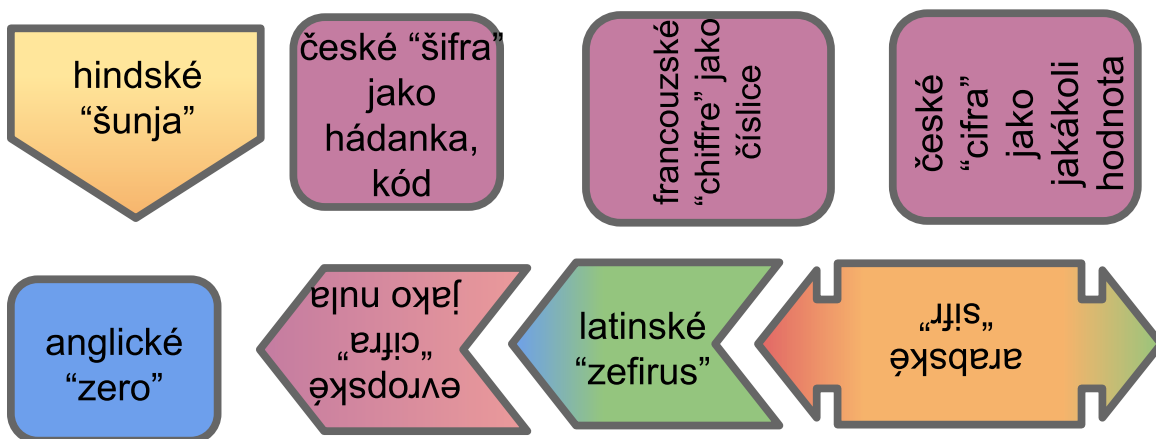 hindské
“šunja”
české “šifra”
jako
hádanka,
kód
francouzské
“chiffre” jako
číslice
české
“cifra”
jako
jakákoli
hodnota
anglické
“zero”
evropské
“cifra”
jako nula
latinské
“zefirus”
arabské
“sifr”